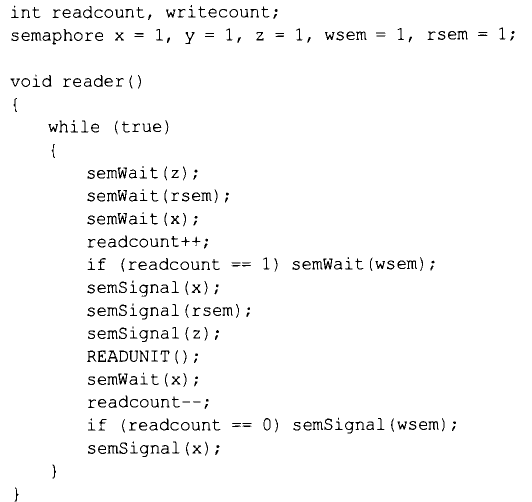 int readcount, writecount;
semaphore x = 1, y = 1, z = 1, wsem = 1, rsem = 1;
void reader()
{
while (true)
{
semWait(z);
semWait(rsem);
semWait(x);
readcount++;
if (readcount == 1) semWait(wsem);
semSignal(x);
semSignal(rsem);
semSignal(z);
READUNIT();
semWait(x);
readcount--;
if (readcount == 0) semSignal(wsem);
semSignal(x);
}
}